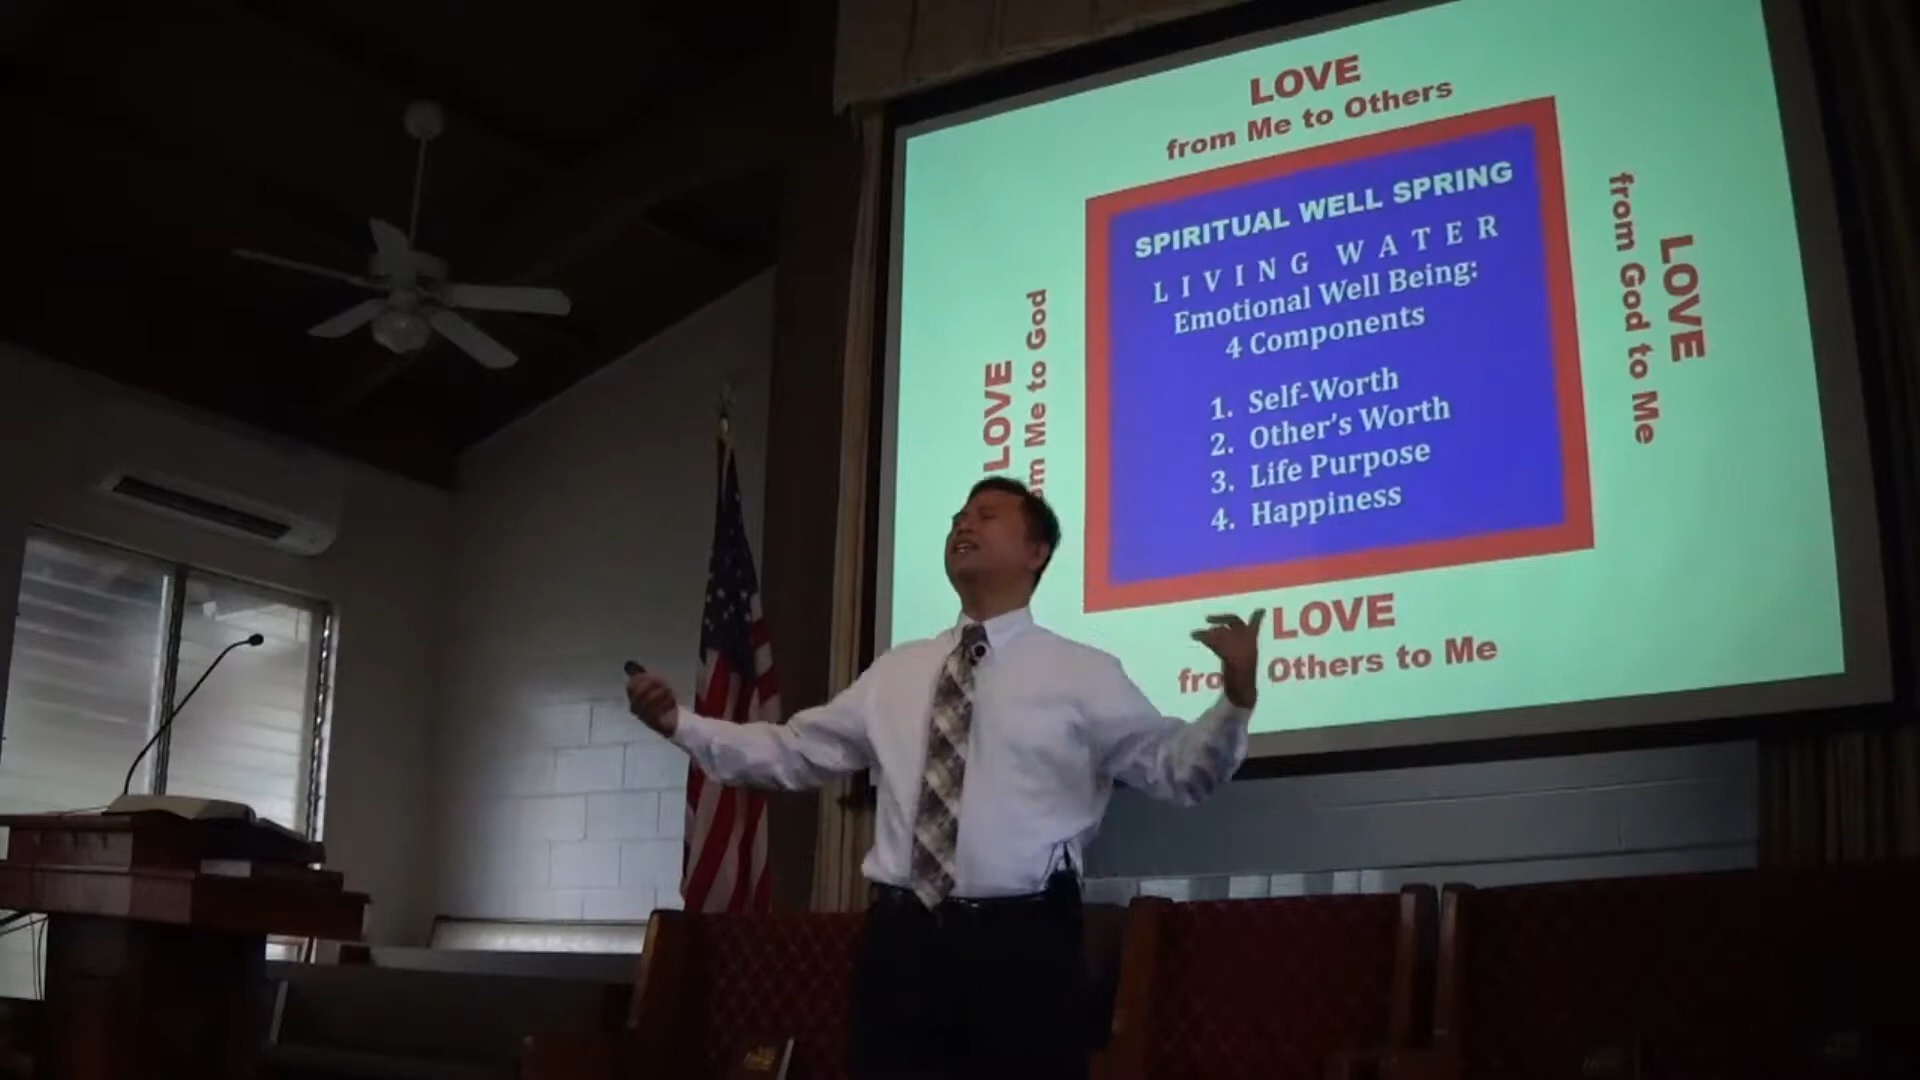 LOVE
from Me to Others
SPIRITUAL WELL SPRING
LIVING WATER
Emotional Well Being:
4 Components
1. Self-Worth
2. Other's Worth
3. Life Purpose
4. Happiness
LOVE
Me to God
LOVE
from God to Me
LOVE
Others to Me